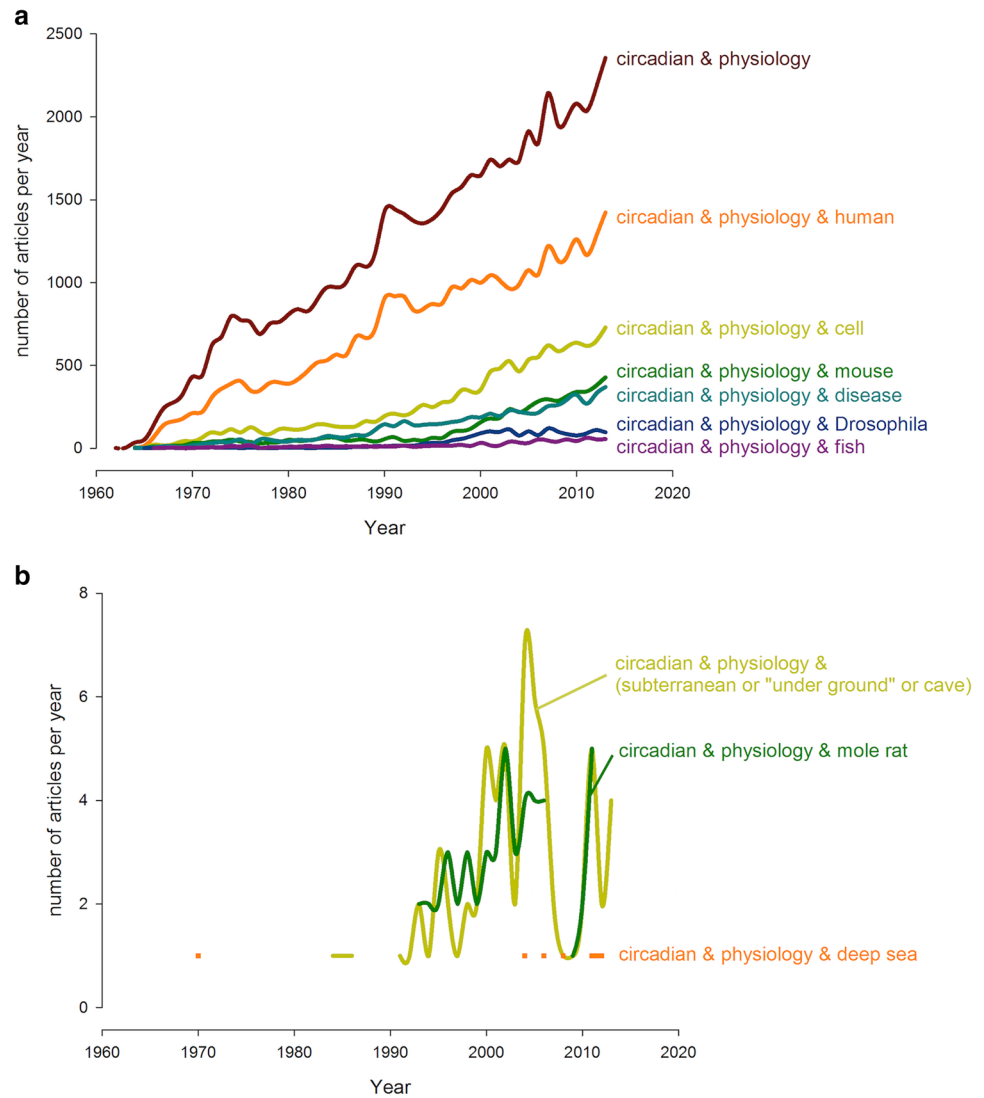 a
2500
2000
1500
1000
500
0
number of articles per year
circadian & physiology
circadian & physiology & human
circadian & physiology & cell
circadian & physiology & mouse
circadian & physiology & disease
circadian & physiology & Drosophila
circadian & physiology & fish
1960 1970 1980 1990 2000 2010 2020
Year
b
8
6
4
2
0
number of articles per year
circadian & physiology &
(subterranean or "under ground" or cave)
circadian & physiology & mole rat
circadian & physiology & deep sea
1960 1970 1980 1990 2000 2010 2020
Year